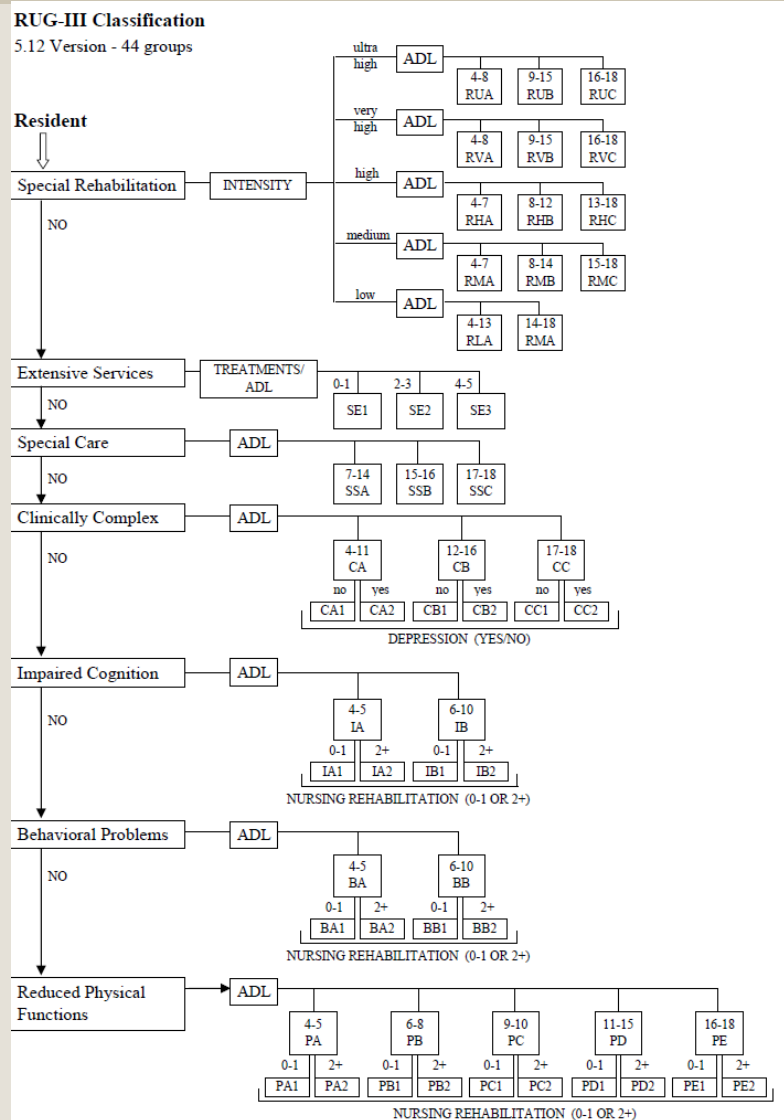 RUG-III Classification
5.12 Version - 44 groups
Resident
Special Rehabilitation
INTENSITY
ultra
high
ADL
4-8
RUA
9-15
RUB
16-18
RUC
very
high
ADL
4-8
RVA
9-15
RVB
16-18
RVC
high
ADL
4-7
RHA
8-12
RHB
13-18
RHC
medium
ADL
4-7
RMA
8-14
RMB
15-18
RMC
low
ADL
4-13
RLA
14-18
RMA
NO
Extensive Services
TREATMENTS/
ADL
0-1
SE1
2-3
SE2
4-5
SE3
NO
Special Care
ADL
7-14
SSA
15-16
SSB
17-18
SSC
NO
Clinically Complex
ADL
4-11
CA
12-16
CB
17-18
CC
no yes no yes no yes
CA1 CA2 CB1 CB2 CC1 CC2
DEPRESSION (YES/NO)
NO
Impaired Cognition
ADL
4-5
IA
6-10
IB
0-1 2+ 0-1 2+
IA1 IA2 IB1 IB2
NURSING REHABILITATION (0-1 OR 2+)
NO
Behavioral Problems
ADL
4-5
BA
6-10
BB
0-1 2+ 0-1 2+
BA1 BA2 BB1 BB2
NURSING REHABILITATION (0-1 OR 2+)
NO
Reduced Physical
Functions
ADL
4-5
PA
6-8
PB
9-10
PC
11-15
PD
16-18
PE
0-1 2+ 0-1 2+ 0-1 2+ 0-1 2+ 0-1 2+
PA1 PA2 PB1 PB2 PC1 PC2 PD1 PD2 PE1 PE2
NURSING REHABILITATION (0-1 OR 2+)